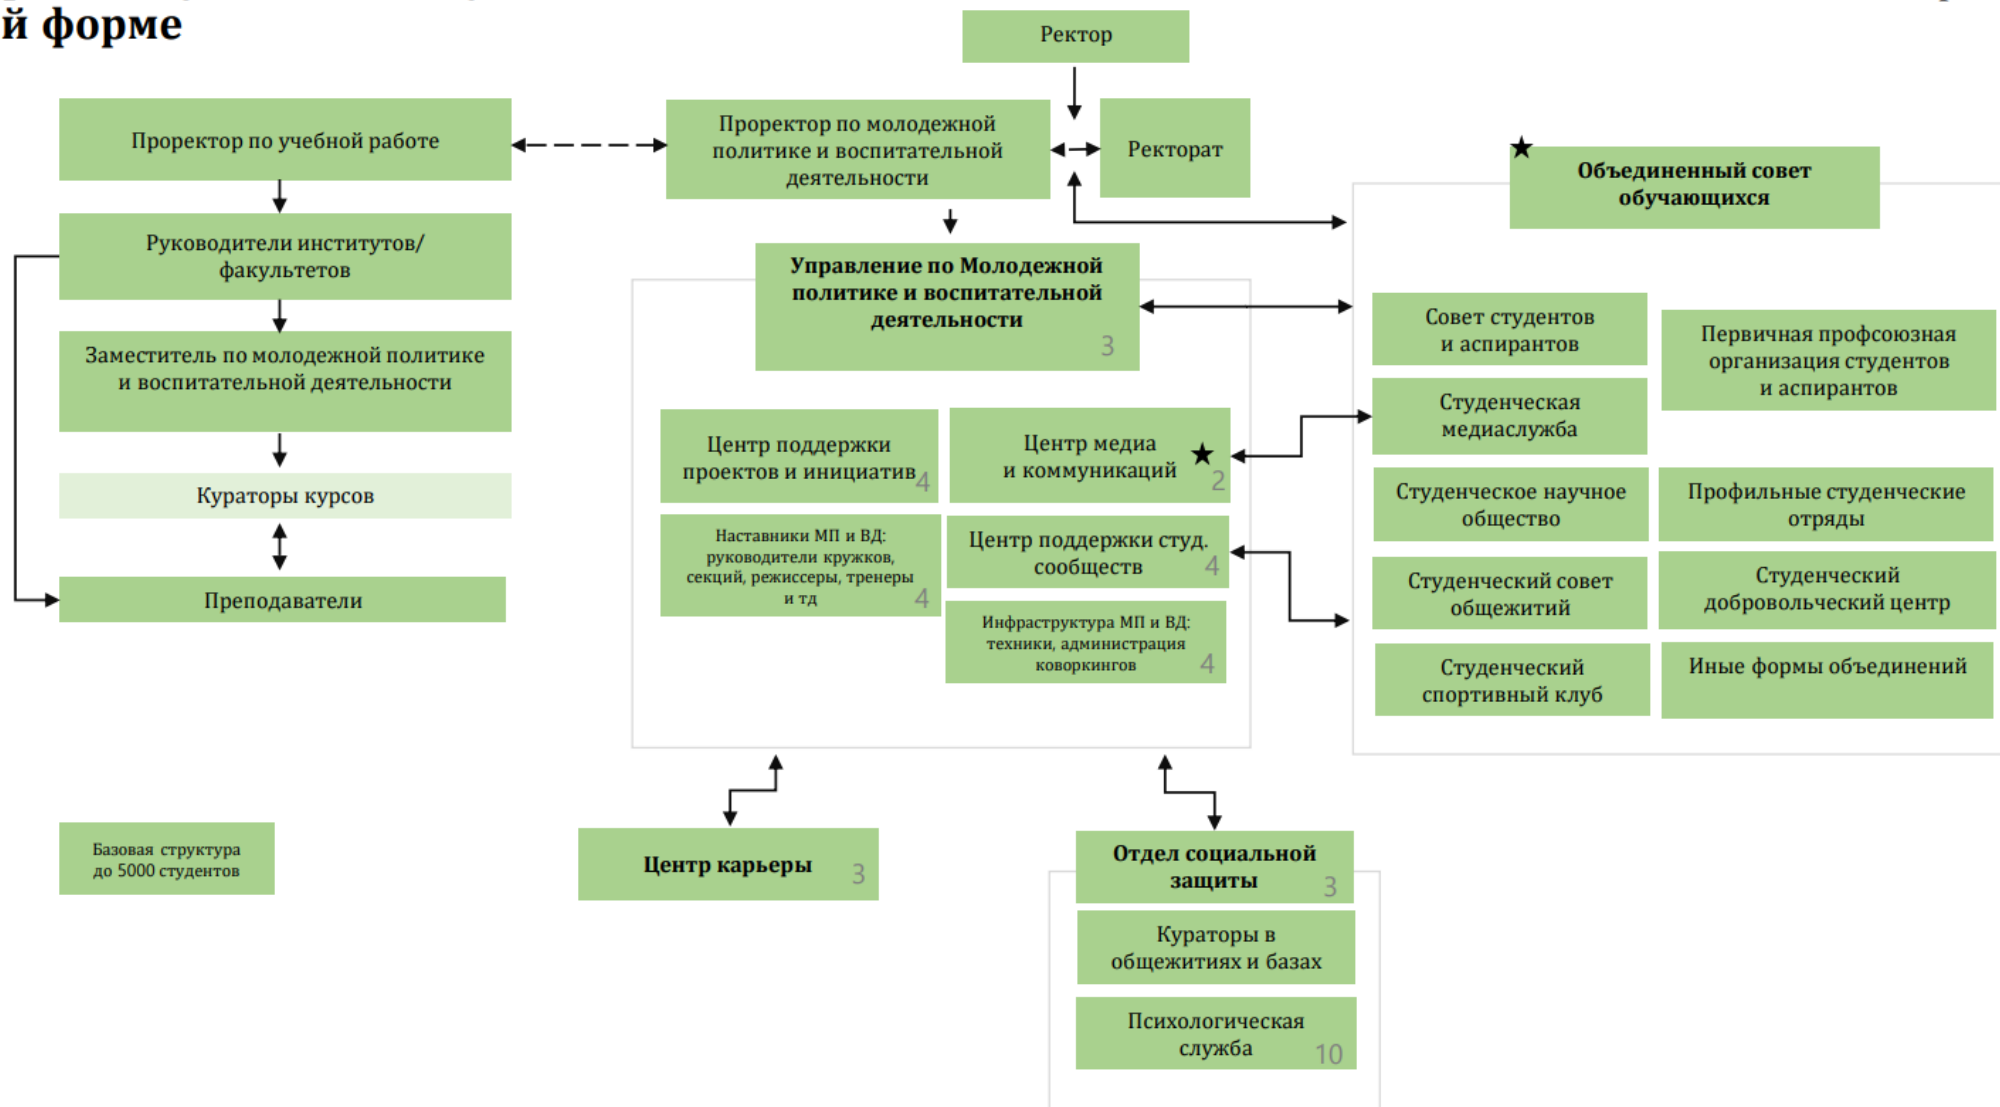 й форме
Ректор
Проректор по учебной работе
Проректор по молодежной
политике и воспитательной
деятельности
Ректорат
Объединенный совет
обучающихся
Руководители институтов/
факультетов
Управление по Молодежной
политике и воспитательной
деятельности
3
Заместитель по молодежной политике
и воспитательной деятельности
Кураторы курсов
Преподаватели
Центр поддержки
проектов и инициатив
4
Центр медиа
и коммуникаций
2
Наставники МП и ВД:
руководители кружков,
секций, режиссеры, тренеры
и тд
4
Центр поддержки студ.
сообществ
4
Инфраструктура МП и ВД:
техники, администрация
коворкингов
4
Совет студентов
и аспирантов
Первичная профсоюзная
организация студентов
и аспирантов
Студенческая
медиаслужба
Студенческое научное
общество
Профильные студенческие
отряды
Студенческий совет
общежитий
Студенческий
добровольческий центр
Студенческий
спортивный клуб
Иные формы объединений
Базовая структура
до 5000 студентов
Центр карьеры
3
Отдел социальной
защиты
3
Кураторы в
общежитиях и базах
Психологическая
служба
10